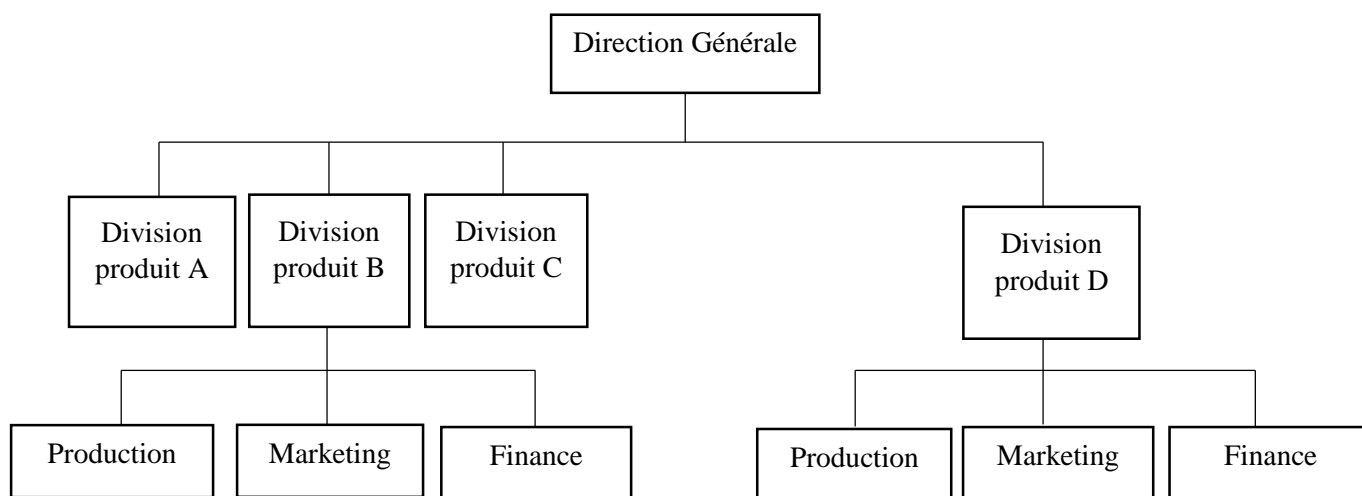 Direction Générale
Division
produit A
Division
produit B
Division
produit C
Division
produit D
Production
Marketing
Finance
Production
Marketing
Finance